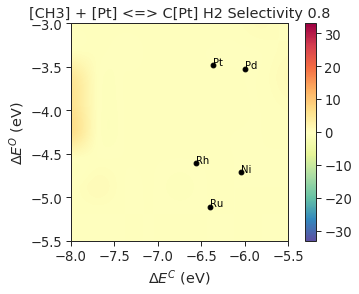 [CH3] + [Pt] <=> C[Pt] H2 Selectivity 0.8
−3.0
−3.5
−4.0
−4.5
−5.0
−5.5
ΔE^O (eV)
Pt
Pd
Rh
Ni
Ru
−8.0 −7.5 −7.0 −6.5 −6.0 −5.5
ΔE^C (eV)
30
20
10
0
−10
−20
−30